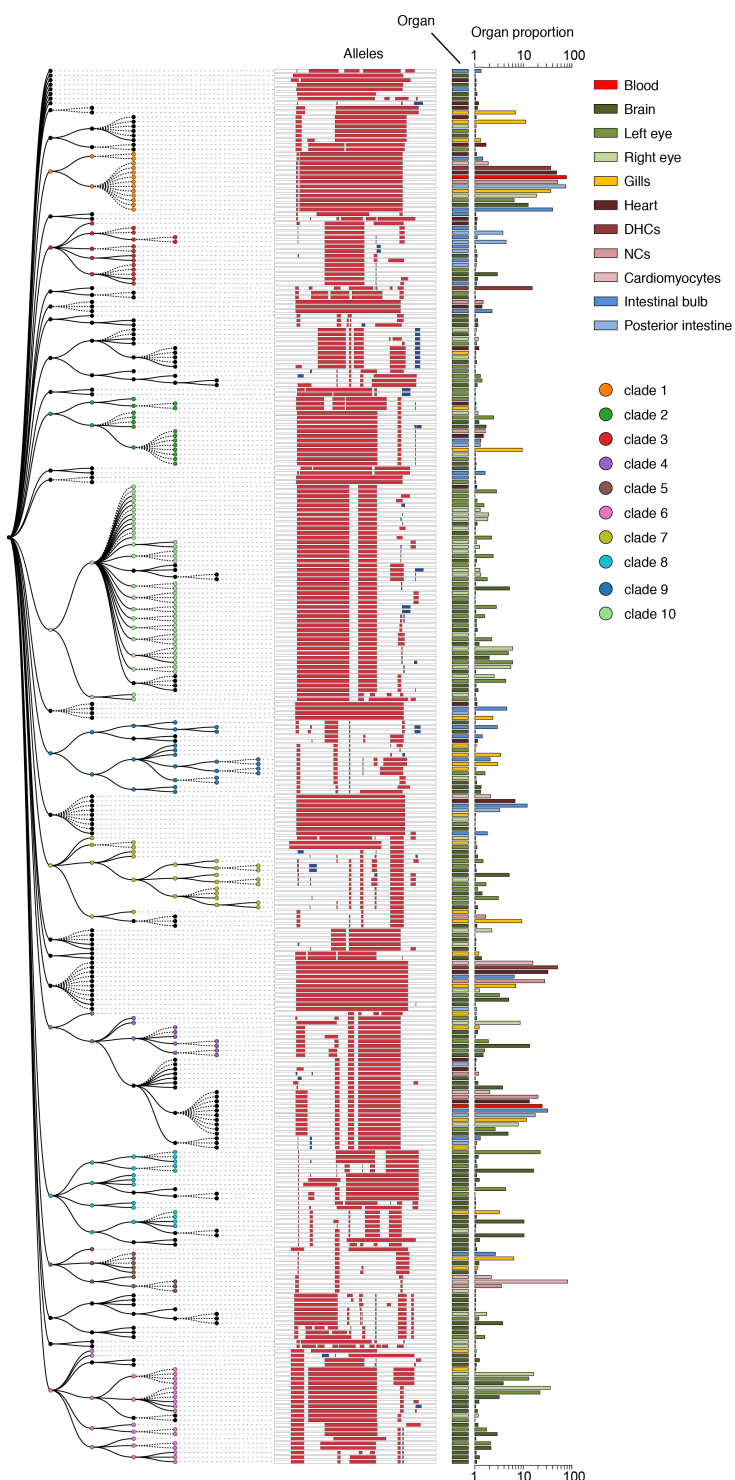 Organ
Organ proportion
Alleles
1 10 100
Blood
Brain
Left eye
Right eye
Gills
Heart
DHCs
NCs
Cardiomyocytes
Intestinal bulb
Posterior intestine
clade 1
clade 2
clade 3
clade 4
clade 5
clade 6
clade 7
clade 8
clade 9
clade 10
1 10 100